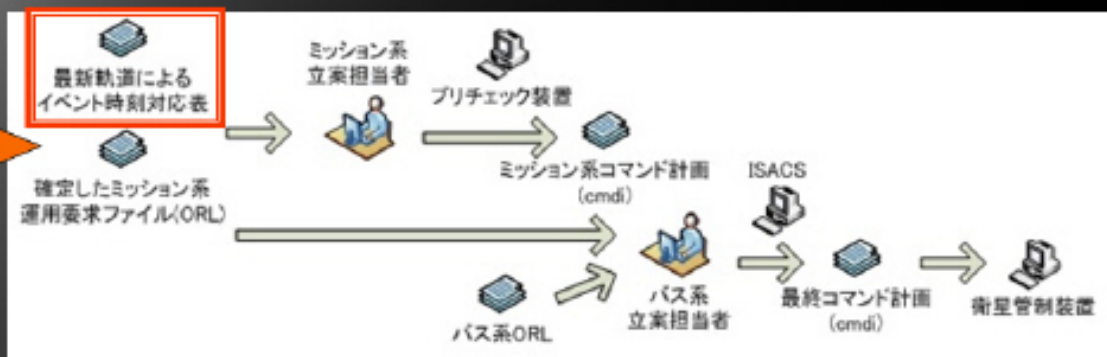 最新軌道による
イベント時刻対応表
確定したミッション系
運用要求ファイル(ORL)
ミッション系
立案担当者
プリチェック装置
ミッション系コマンド計画
(cmdi)
バス系ORL
バス系
立案担当者
ISACS
最終コマンド計画
(cmdi)
衛星管制装置